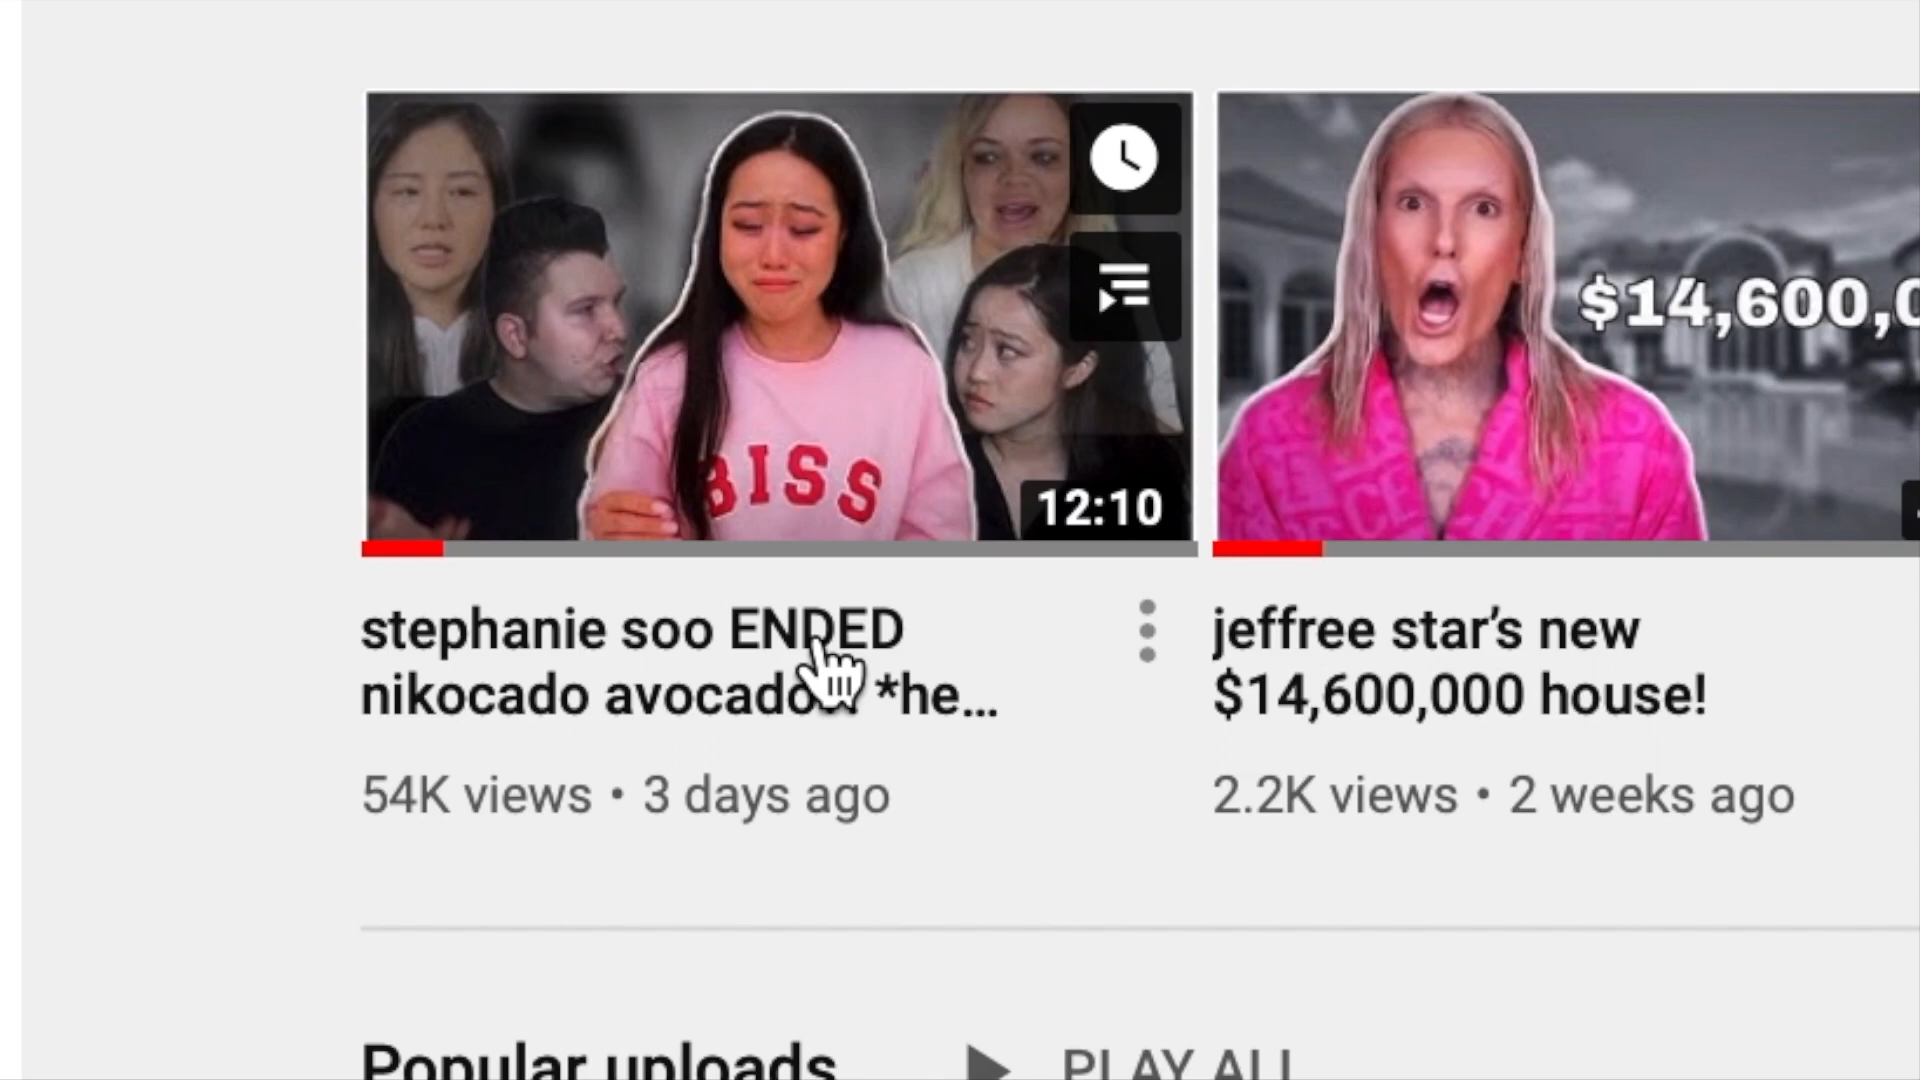 BISS
12:10
$14,600,0
stephanie soo ENDED
nikocado avocado *he...
54K views • 3 days ago
jeffree star's new
$14,600,000 house!
2.2K views • 2 weeks ago
Popular uploads
PLAY ALL